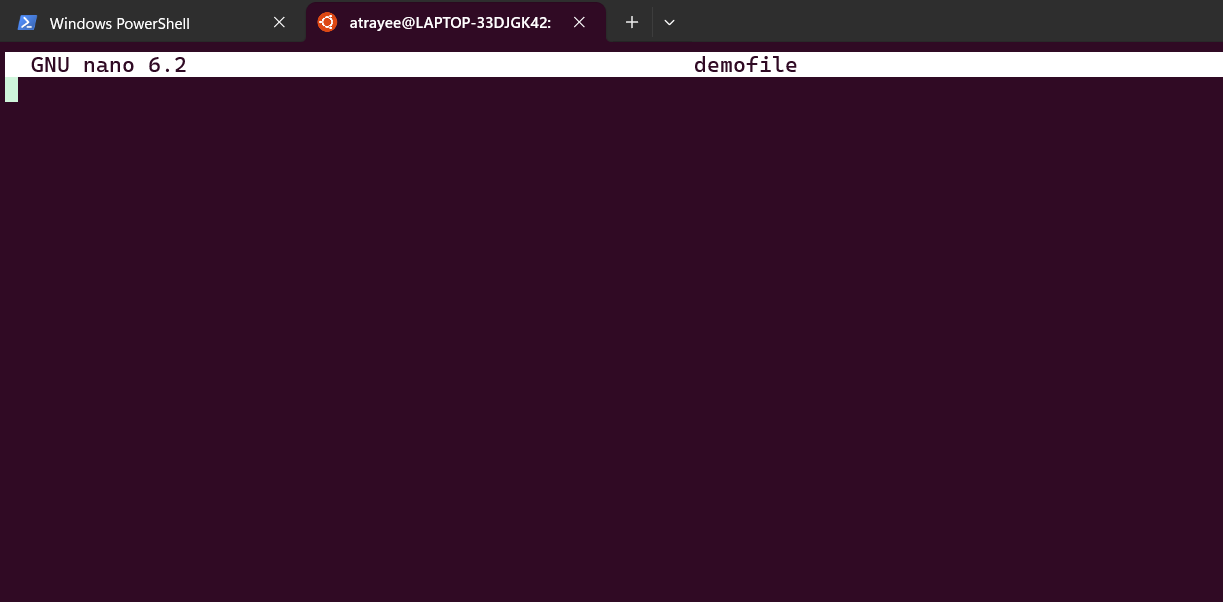 Windows PowerShell
atrayee@LAPTOP-33DJGK42:
GNU nano 6.2 demofile